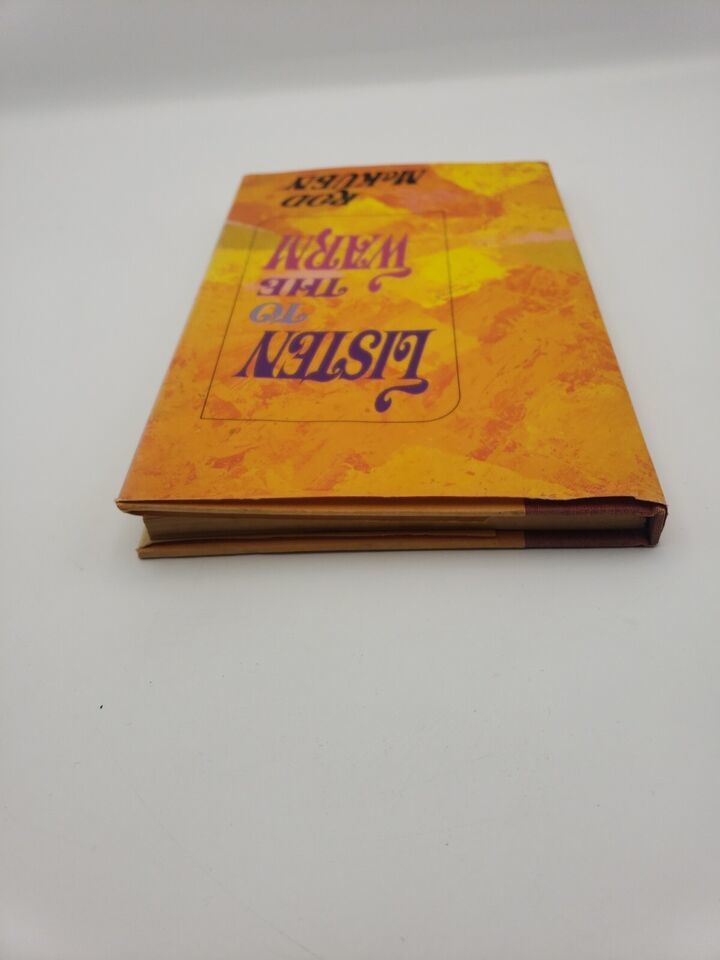 LISTEN
TO
THE
WARM
ROD
McKUEN